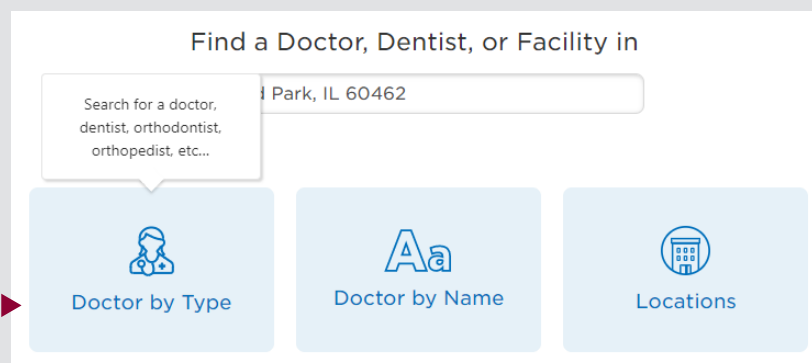 Find a Doctor, Dentist, or Facility in
Park, IL 60462
Search for a doctor,
dentist, orthodontist,
orthopedist, etc...
Aa
Doctor by Type
Doctor by Name
Locations